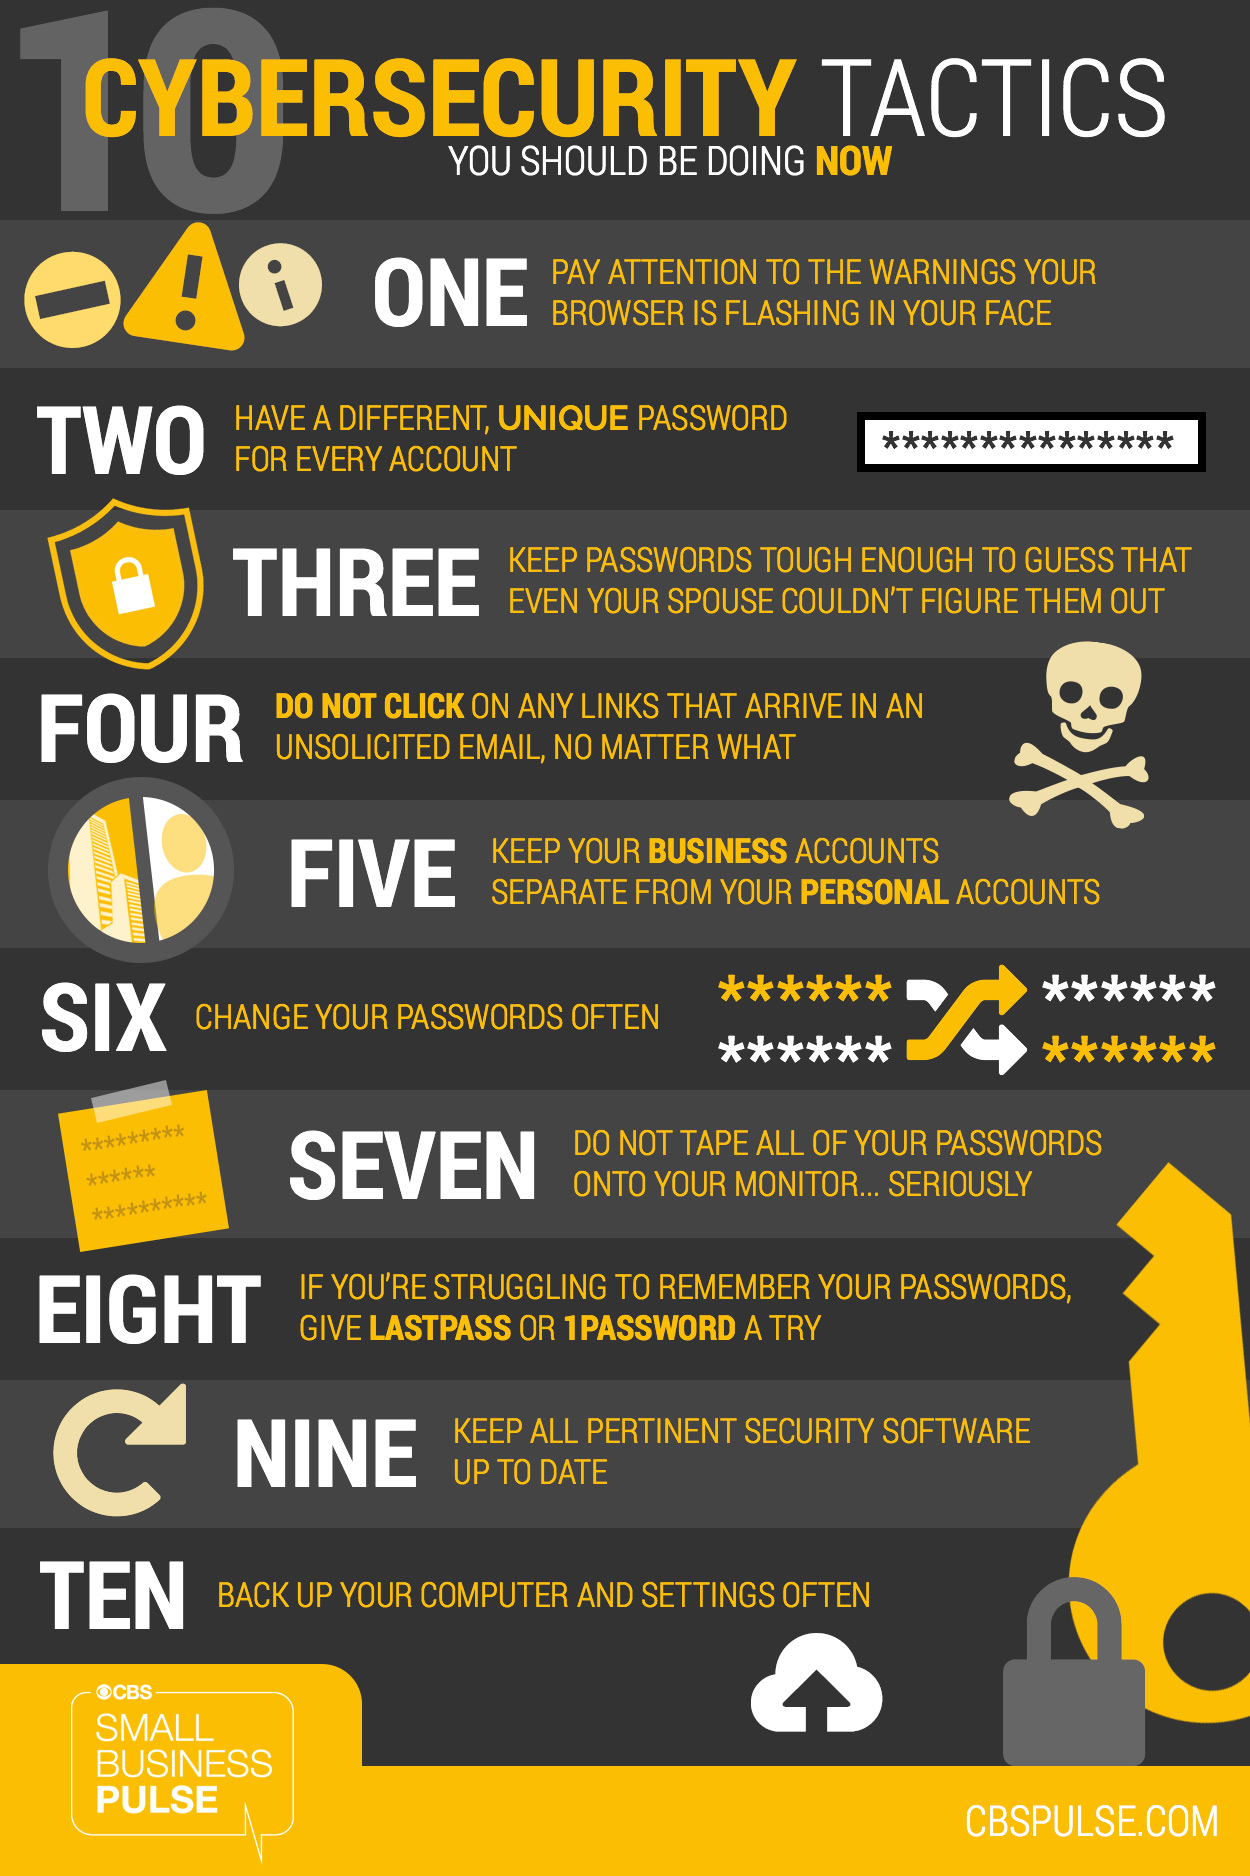 10
CYBERSECURITY TACTICS
YOU SHOULD BE DOING NOW
ONE
PAY ATTENTION TO THE WARNINGS YOUR
BROWSER IS FLASHING IN YOUR FACE
TWO
HAVE A DIFFERENT, UNIQUE PASSWORD
FOR EVERY ACCOUNT
***************
THREE
KEEP PASSWORDS TOUGH ENOUGH TO GUESS THAT
EVEN YOUR SPOUSE COULDN'T FIGURE THEM OUT
FOUR
DO NOT CLICK ON ANY LINKS THAT ARRIVE IN AN
UNSOLICITED EMAIL, NO MATTER WHAT
FIVE
KEEP YOUR BUSINESS ACCOUNTS
SEPARATE FROM YOUR PERSONAL ACCOUNTS
SIX
CHANGE YOUR PASSWORDS OFTEN
****** ******
****** ******
*********
******
**********
SEVEN
DO NOT TAPE ALL OF YOUR PASSWORDS
ONTO YOUR MONITOR... SERIOUSLY
EIGHT
IF YOU'RE STRUGGLING TO REMEMBER YOUR PASSWORDS,
GIVE LASTPASS OR 1PASSWORD A TRY
NINE
KEEP ALL PERTINENT SECURITY SOFTWARE
UP TO DATE
TEN
BACK UP YOUR COMPUTER AND SETTINGS OFTEN
CBS
SMALL
BUSINESS
PULSE
CBSPULSE.COM